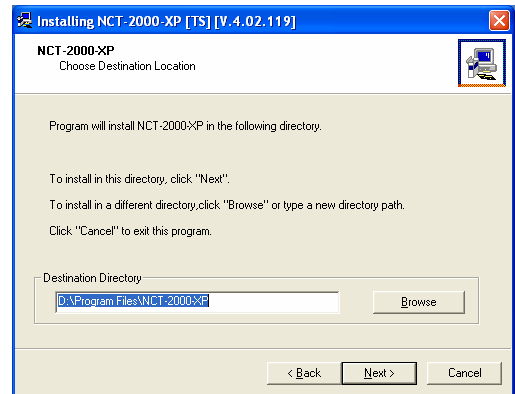 Installing NCT-2000-XP [TS] [V.4.02.119]
NCT-2000-XP
Choose Destination Location
Program will install NCT-2000-XP in the following directory.
To install in this directory, click "Next".
To install in a different directory,click "Browse" or type a new directory path.
Click "Cancel" to exit this program.
Destination Directory
D:\Program Files\NCT-2000-XP
Browse
< Back
Next >
Cancel